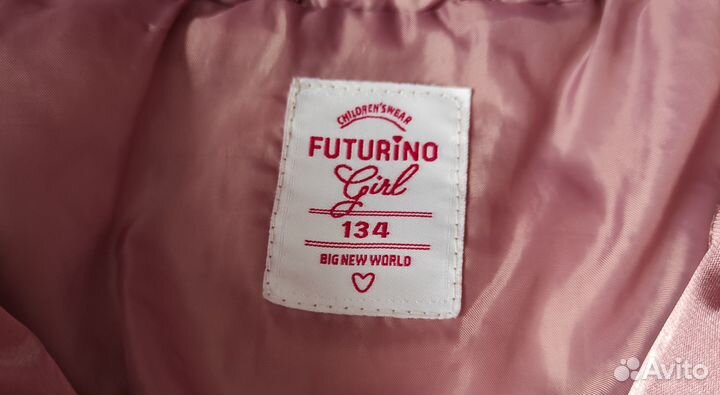 CHILDREN'S WEAR
FUTURiNO
Girl
134
BIG NEW WORLD
Avito